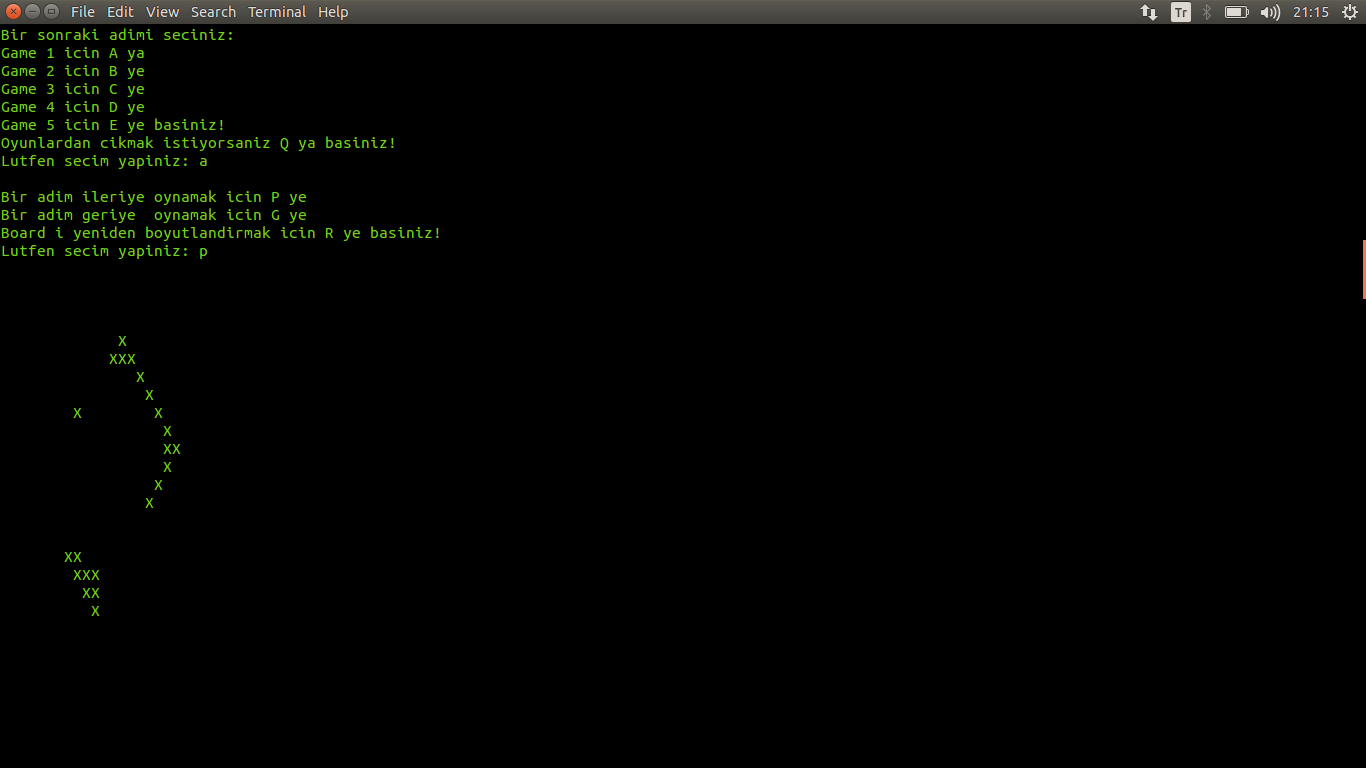 File Edit View Search Terminal Help Tr 21:15
Bir sonraki adimi seciniz:
Game 1 icin A ya
Game 2 icin B ye
Game 3 icin C ye
Game 4 icin D ye
Game 5 icin E ye basiniz!
Oyunlardan cikmak istiyorsaniz Q ya basiniz!
Lutfen secim yapiniz: a

Bir adim ileriye oynamak icin P ye
Bir adim geriye  oynamak icin G ye
Board i yeniden boyutlandirmak icin R ye basiniz!
Lutfen secim yapiniz: p

             X
            XXX
               X
                X
        X        X
                  X
                  XX
                  X
                 X
                X

       XX
        XXX
         XX
          X